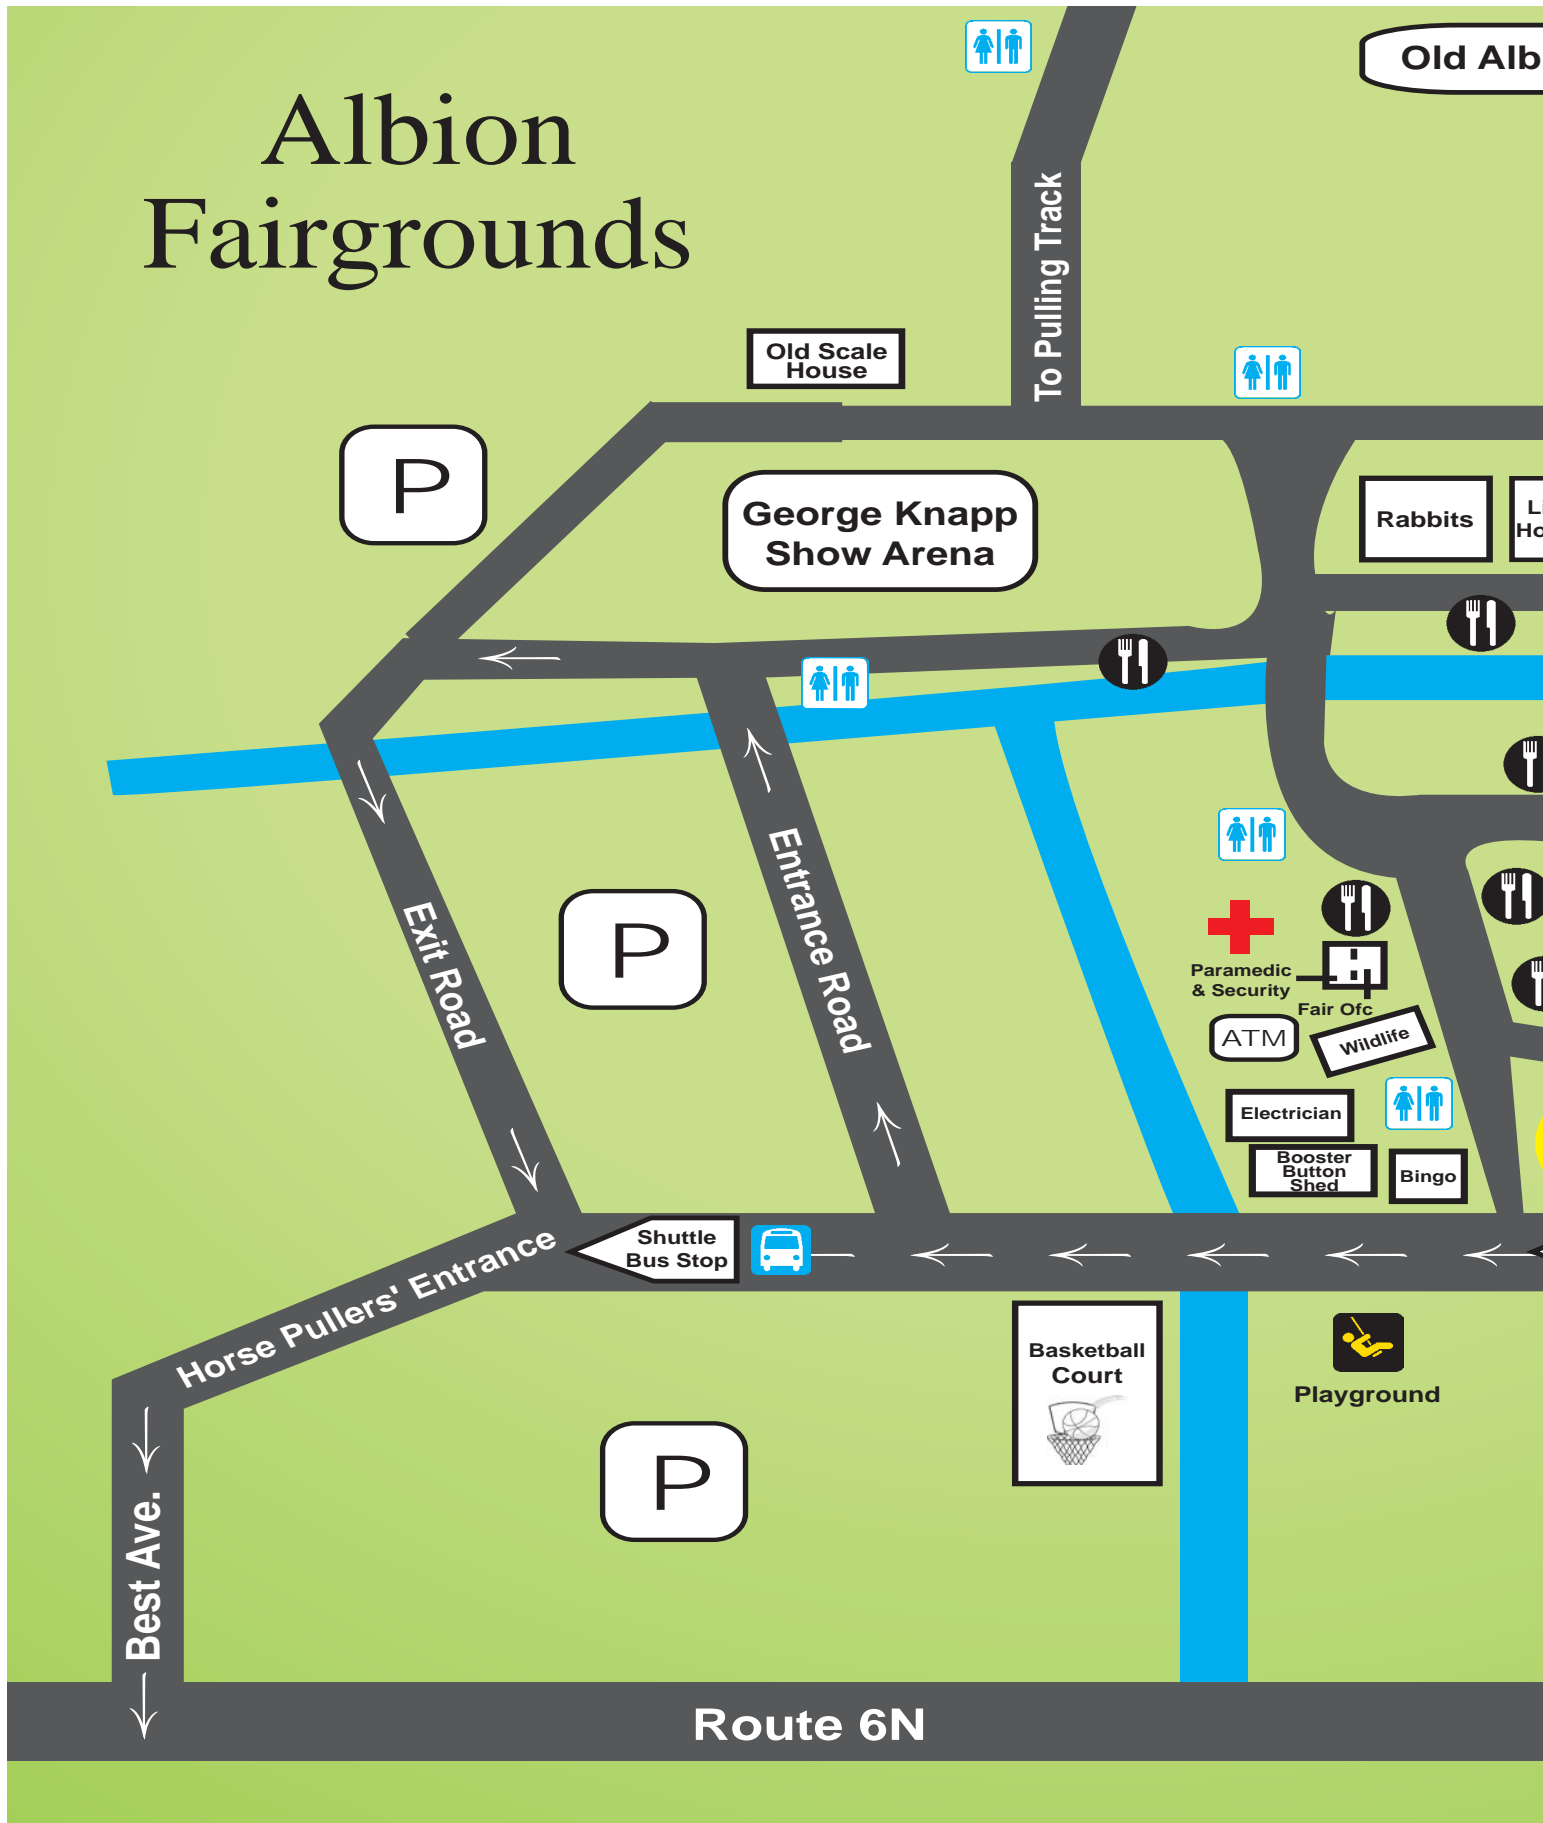 Albion
Fairgrounds
Old Alb
To Pulling Track
Old Scale
House
P
George Knapp
Show Arena
Rabbits
Li
Ho
Exit Road
P
Entrance Road
Paramedic
& Security
Fair Ofc
ATM
Wildlife
Electrician
Booster
Button
Shed
Bingo
Horse Pullers' Entrance
Shuttle
Bus Stop
Basketball
Court
Playground
P
Best Ave.
Route 6N